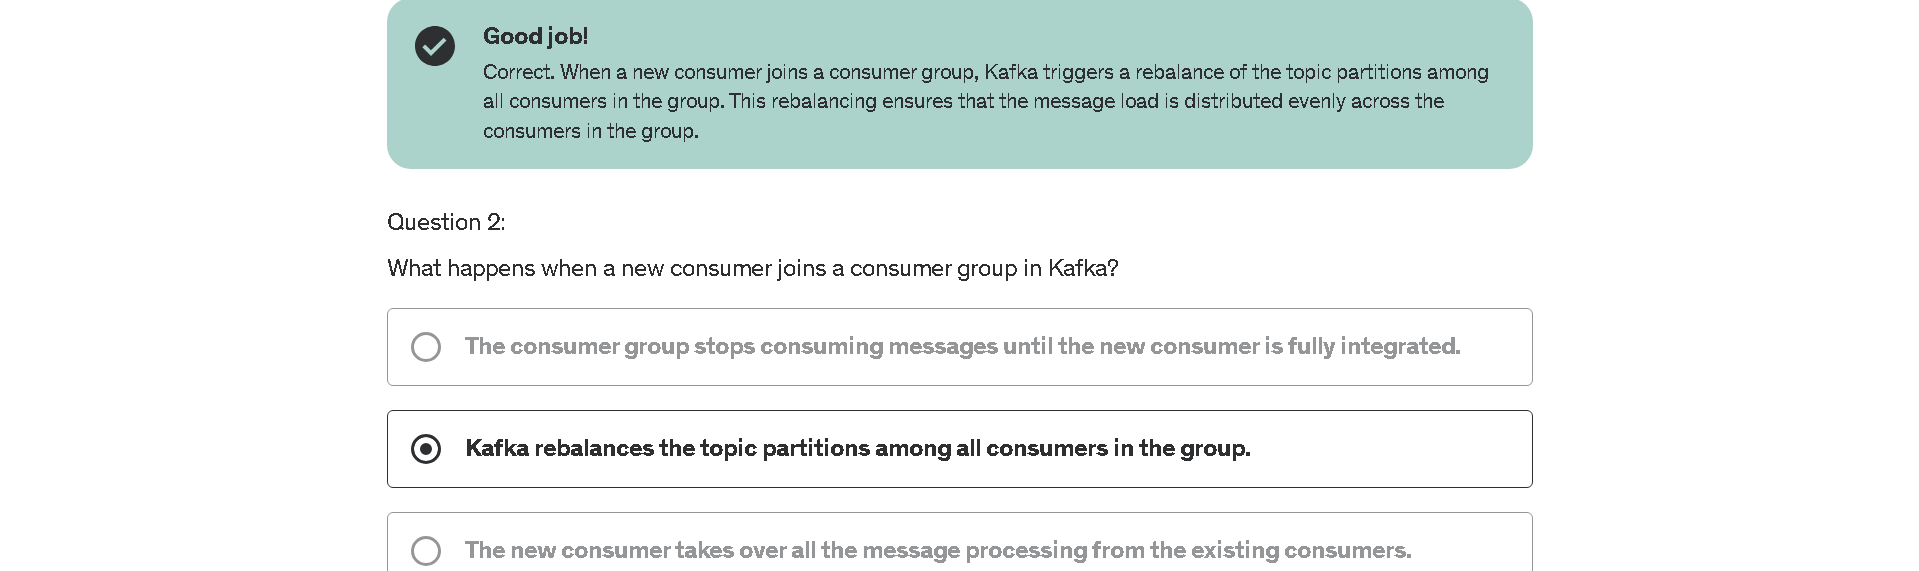 Good job!
Correct. When a new consumer joins a consumer group, Kafka triggers a rebalance of the topic partitions among
all consumers in the group. This rebalancing ensures that the message load is distributed evenly across the
consumers in the group.
Question 2:
What happens when a new consumer joins a consumer group in Kafka?
The consumer group stops consuming messages until the new consumer is fully integrated.
Kafka rebalances the topic partitions among all consumers in the group.
The new consumer takes over all the message processing from the existing consumers.